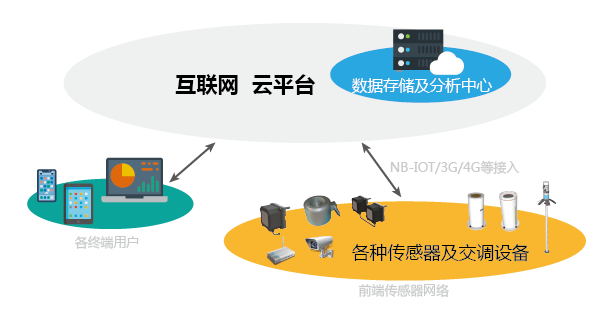 互联网 云平台
数据存储及分析中心
NB-IOT/3G/4G等接入
各终端用户
各种传感器及交调设备
前端传感器网络